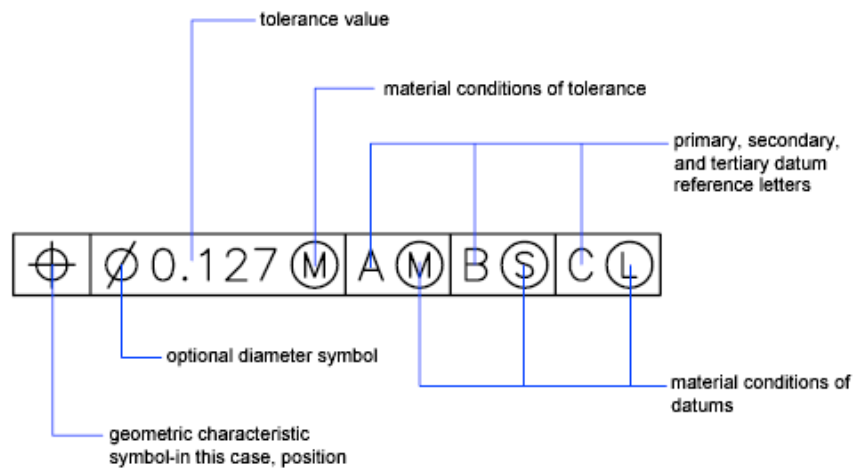 tolerance value
material conditions of tolerance
primary, secondary,
and tertiary datum
reference letters
⌖ ⌀ 0.127 Ⓜ A Ⓜ B Ⓢ C Ⓛ
optional diameter symbol
material conditions of
datums
geometric characteristic
symbol-in this case, position